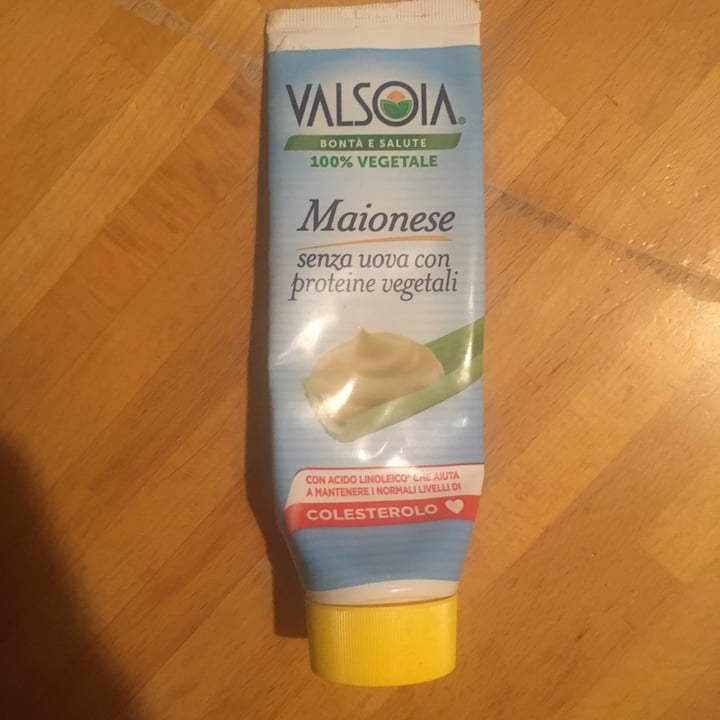 VALSOIA®
BONTÀ E SALUTE
100% VEGETALE
Maionese
senza uova con
proteine vegetali
CON ACIDO LINOLEICO* CHE AIUTA
A MANTENERE I NORMALI LIVELLI DI
COLESTEROLO